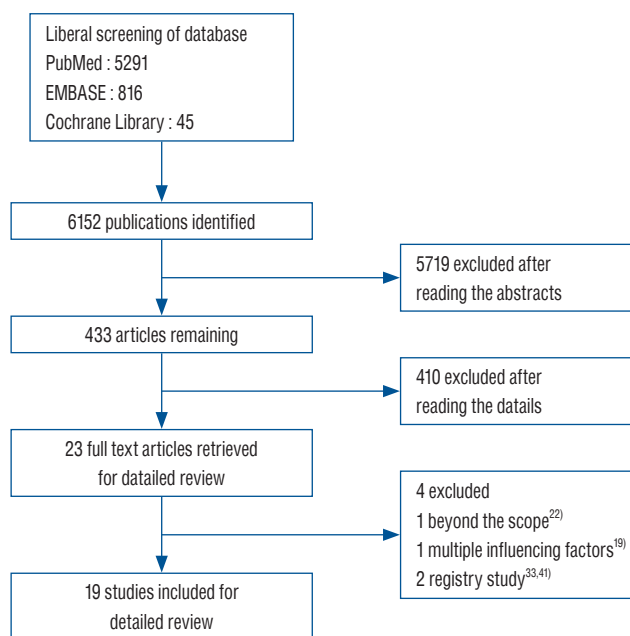 Liberal screening of database
PubMed : 5291
EMBASE : 816
Cochrane Library : 45
6152 publications identified
5719 excluded after
reading the abstracts
433 articles remaining
410 excluded after
reading the datails
23 full text articles retrieved
for datailed review
4 excluded
1 beyond the scope22)
1 multiple influencing factors19)
2 registry study33,41)
19 studies included for
detailed review